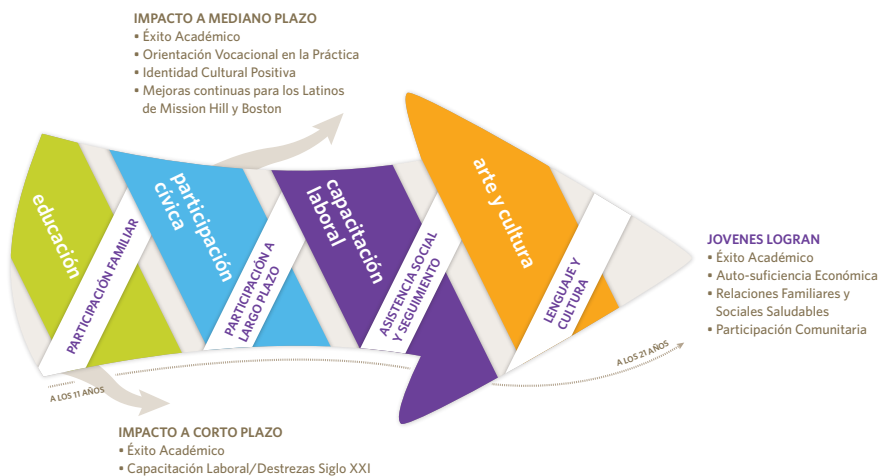 IMPACTO A MEDIANO PLAZO
▪ Éxito Académico
▪ Orientación Vocacional en la Práctica
▪ Identidad Cultural Positiva
▪ Mejoras continuas para los Latinos
de Mission Hill y Boston
educación
PARTICIPACIÓN FAMILIAR
participación
cívica
PARTICIPACIÓN A
LARGO PLAZO
capacitación
laboral
ASISTENCIA SOCIAL
Y SEGUIMIENTO
arte y cultura
LENGUAJE Y
CULTURA
JOVENES LOGRAN
▪ Éxito Académico
▪ Auto-suficiencia Económica
▪ Relaciones Familiares y
Sociales Saludables
▪ Participación Comunitaria
A LOS 11 AÑOS
A LOS 21 AÑOS
IMPACTO A CORTO PLAZO
▪ Éxito Académico
▪ Capacitación Laboral/Destrezas Siglo XXI